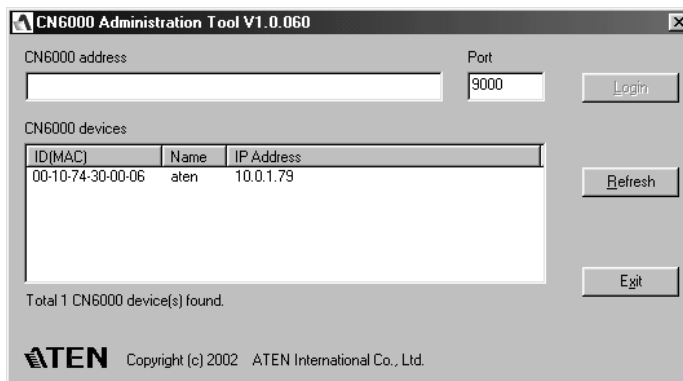 CN6000 Administration Tool V1.0.060
CN6000 address
Port
9000
Login
CN6000 devices
ID(MAC) Name IP Address
00-10-74-30-00-06 aten 10.0.1.79
Refresh
Exit
Total 1 CN6000 device(s) found.
ATEN Copyright (c) 2002 ATEN International Co., Ltd.